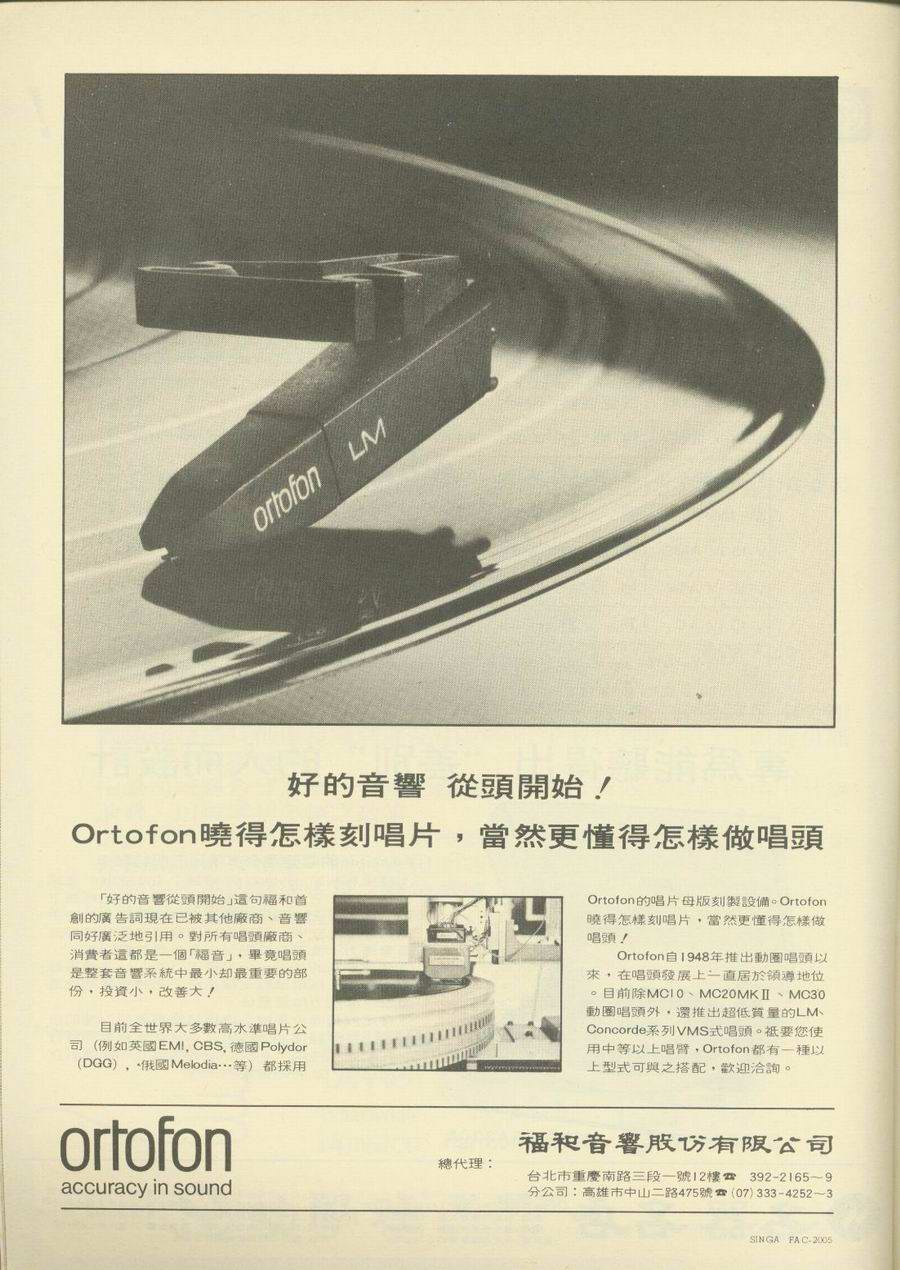 ortofon LM
好的音響 從頭開始!
Ortofon曉得怎樣刻唱片,當然更懂得怎樣做唱頭
「好的音響從頭開始」這句福和首
創的廣告詞現在已被其他廠商、音響
同好廣泛地引用。對所有唱頭廠商、
消費者這都是一個「福音」,畢竟唱頭
是整套音響系統中最小却最重要的部
份,投資小,改善大!
目前全世界大多數高水準唱片公
司(例如英國EMI, CBS, 德國Polydor
(DGG),俄國Melodia…等)都採用
Ortofon的唱片母版刻製設備。Ortofon
曉得怎樣刻唱片,當然更懂得怎樣做
唱頭!
Ortofon自1948年推出動圈唱頭以
來,在唱頭發展上一直居於領導地位
。目前除MC10、MC20MKⅡ、MC30
動圈唱頭外,還推出超低質量的LM、
Concorde系列VMS式唱頭。祗要您使
用中等以上唱臂,Ortofon都有一種以
上型式可與之搭配,歡迎洽詢。
ortofon
accuracy in sound
總代理:
福和音響股份有限公司
台北市重慶南路三段一號12樓☎ 392-2165~9
分公司:高雄市中山二路475號☎(07)333-4252~3
SINGA FAC-2005